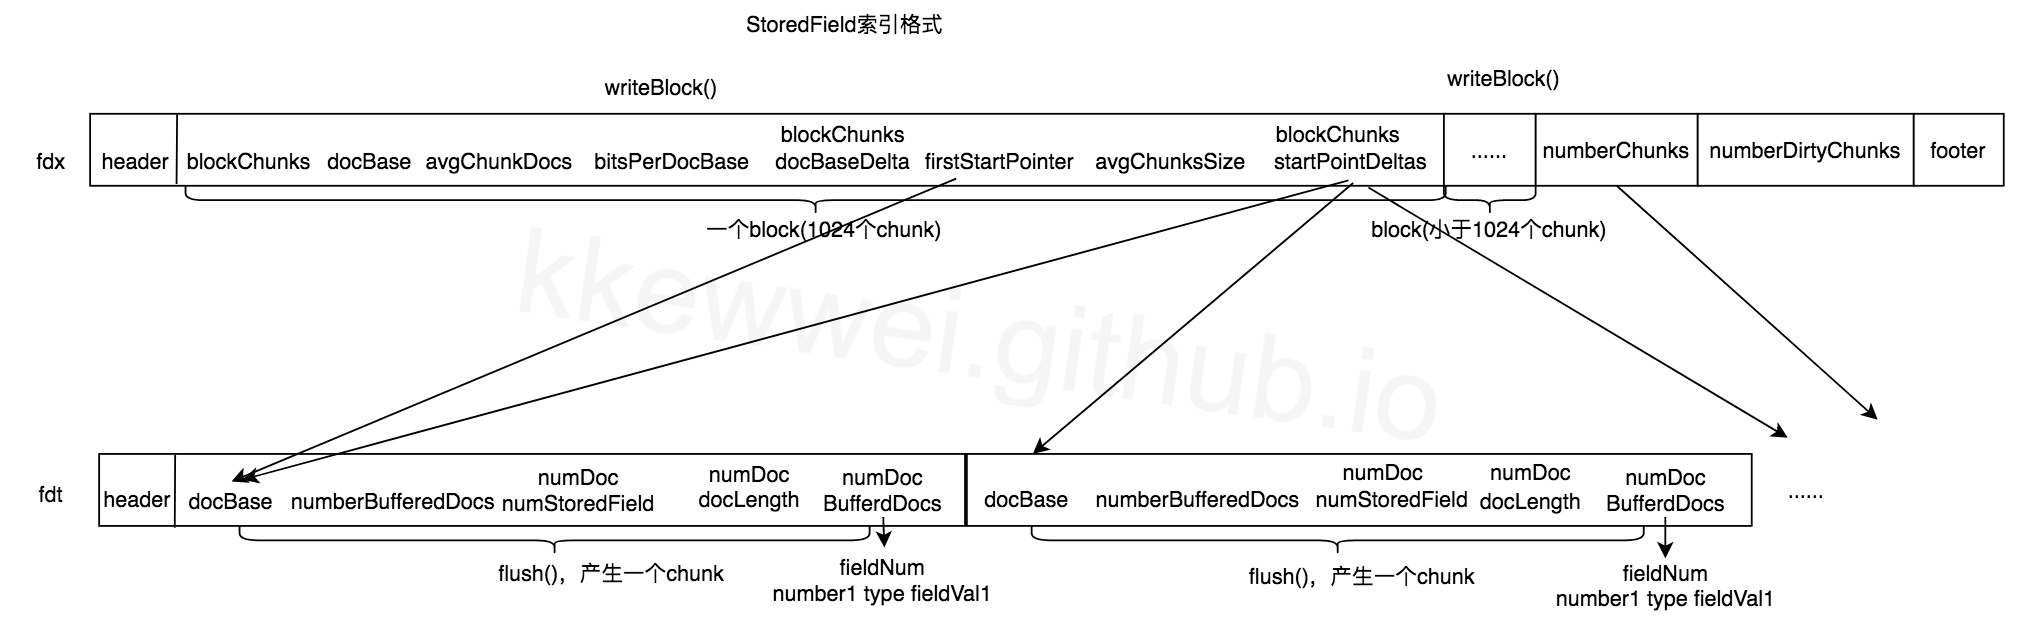 StoredField索引格式
writeBlock()
writeBlock()
fdx
header
blockChunks
docBase
avgChunkDocs
bitsPerDocBase
blockChunks
docBaseDelta
firstStartPointer
avgChunksSize
blockChunks
startPointDeltas
......
numberChunks
numberDirtyChunks
footer
一个block(1024个chunk)
block(小于1024个chunk)
kkewwei.github.io
fdt
header
docBase
numberBufferedDocs
numDoc
numStoredField
numDoc
docLength
numDoc
BufferdDocs
docBase
numberBufferedDocs
numDoc
numStoredField
numDoc
docLength
numDoc
BufferdDocs
......
flush(), 产生一个chunk
fieldNum
number1 type fieldVal1
flush(), 产生一个chunk
fieldNum
number1 type fieldVal1